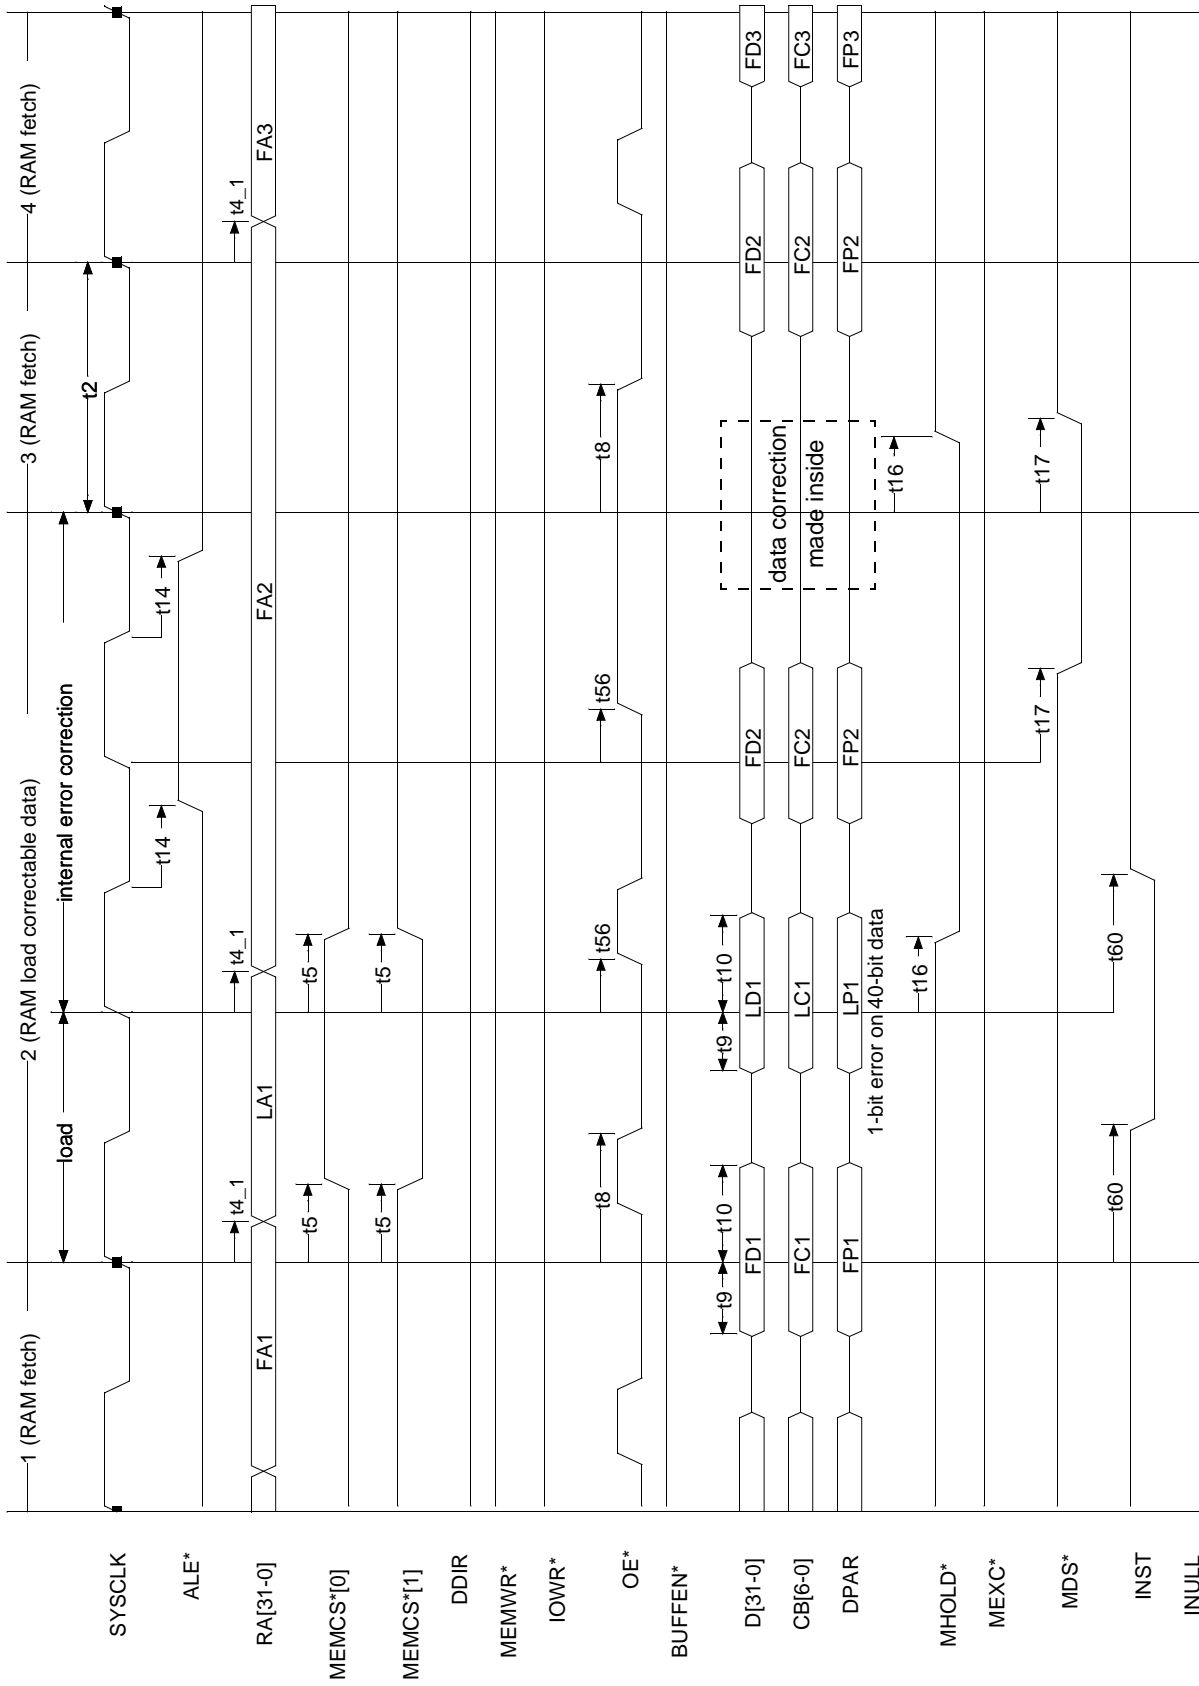 1 (RAM fetch)
2 (RAM load correctable data)
3 (RAM fetch)
4 (RAM fetch)
load
internal error correction
t2
SYSCLK
ALE*
t14
t14
RA[31-0]
FA1
t4_1
LA1
t4_1
FA2
t4_1
FA3
MEMCS*[0]
t5
t5
MEMCS*[1]
t5
t5
DDIR
MEMWR*
IOWR*
OE*
t8
t56
t56
t8
BUFFEN*
t9
t10
t9
t10
D[31-0]
FD1
LD1
FD2
FD2
FD3
CB[6-0]
FC1
LC1
FC2
FC2
FC3
DPAR
FP1
LP1
FP2
FP2
FP3
data correction
made inside
1-bit error on 40-bit data
MHOLD*
t16
t16
MEXC*
MDS*
t17
t17
INST
t60
t60
INULL